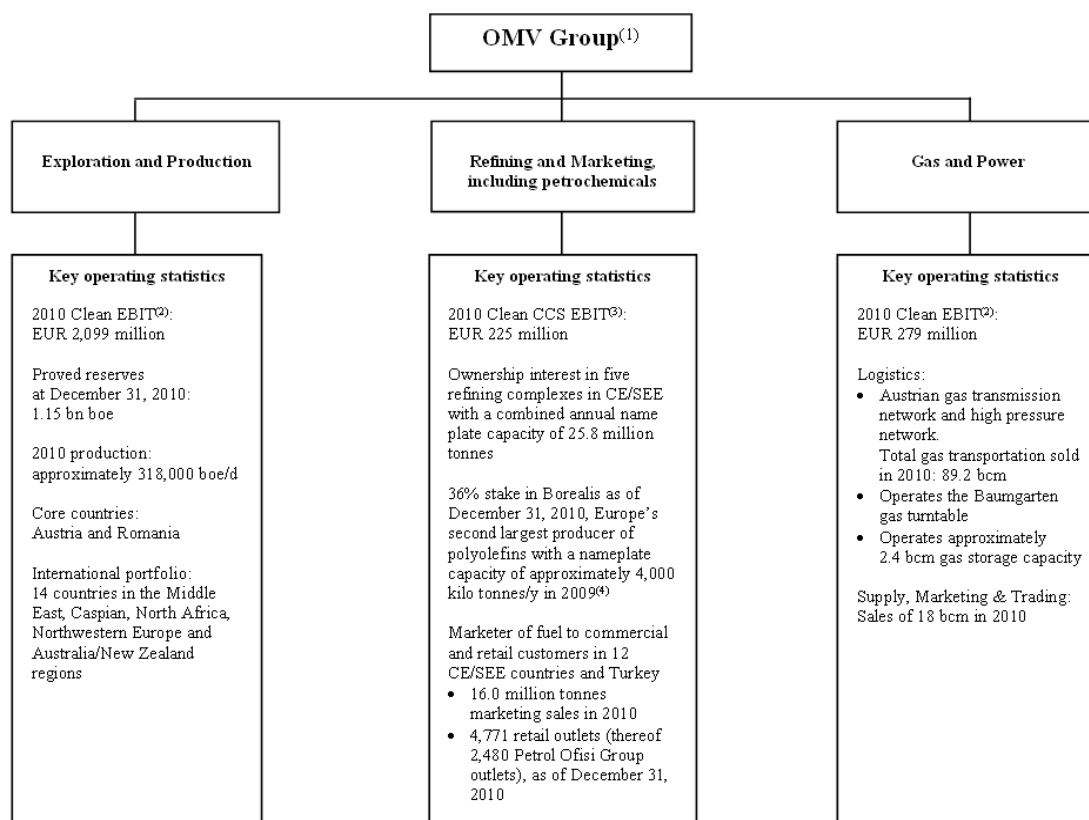 OMV Group(1)
Exploration and Production
Refining and Marketing,
including petrochemicals
Gas and Power
Key operating statistics
2010 Clean EBIT(2):
EUR 2,099 million
Proved reserves
at December 31, 2010:
1.15 bn boe
2010 production:
approximately 318,000 boe/d
Core countries:
Austria and Romania
International portfolio:
14 countries in the Middle
East, Caspian, North Africa,
Northwestern Europe and
Australia/New Zealand
regions
Key operating statistics
2010 Clean CCS EBIT(3):
EUR 225 million
Ownership interest in five
refining complexes in CE/SEE
with a combined annual name
plate capacity of 25.8 million
tonnes
36% stake in Borealis as of
December 31, 2010, Europe's
second largest producer of
polyolefins with a nameplate
capacity of approximately 4,000
kilo tonnes/y in 2009(4)
Marketer of fuel to commercial
and retail customers in 12
CE/SEE countries and Turkey
• 16.0 million tonnes
marketing sales in 2010
• 4,771 retail outlets (thereof
2,480 Petrol Ofisi Group
outlets), as of December 31,
2010
Key operating statistics
2010 Clean EBIT(2):
EUR 279 million
Logistics:
• Austrian gas transmission
network and high pressure
network.
Total gas transportation sold
in 2010: 89.2 bcm
• Operates the Baumgarten
gas turntable
• Operates approximately
2.4 bcm gas storage capacity
Supply, Marketing & Trading:
Sales of 18 bcm in 2010